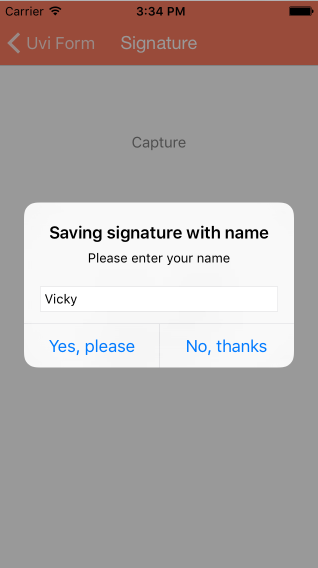 Carrier 3:34 PM
Uvi Form Signature
Capture
Saving signature with name
Please enter your name
Vicky
Yes, please No, thanks